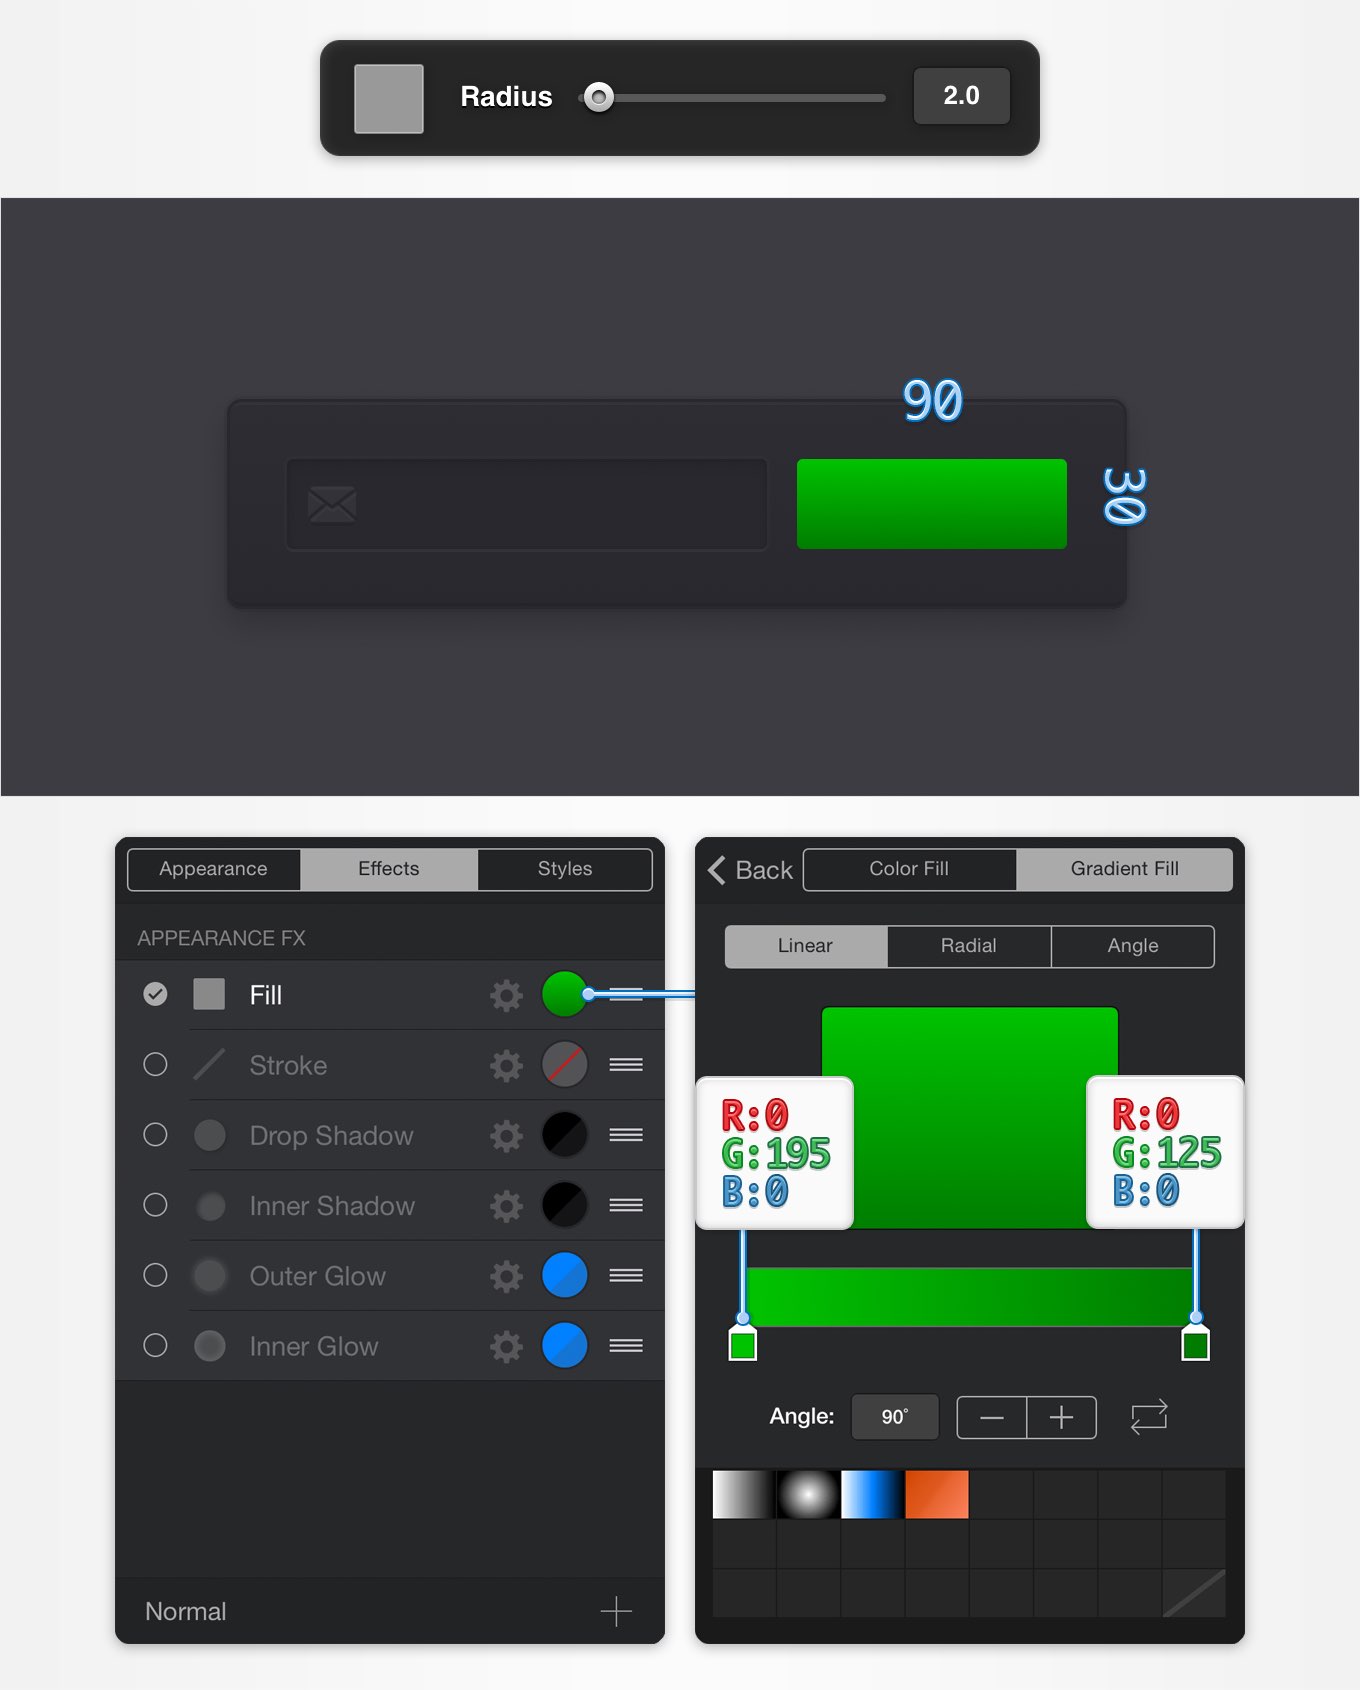 Radius 2.0
90
30
Appearance Effects Styles
APPEARANCE FX
Fill
Stroke
Drop Shadow
Inner Shadow
Outer Glow
Inner Glow
Normal
Back Color Fill Gradient Fill
Linear Radial Angle
R:0
G:195
B:0
R:0
G:125
B:0
Angle: 90°